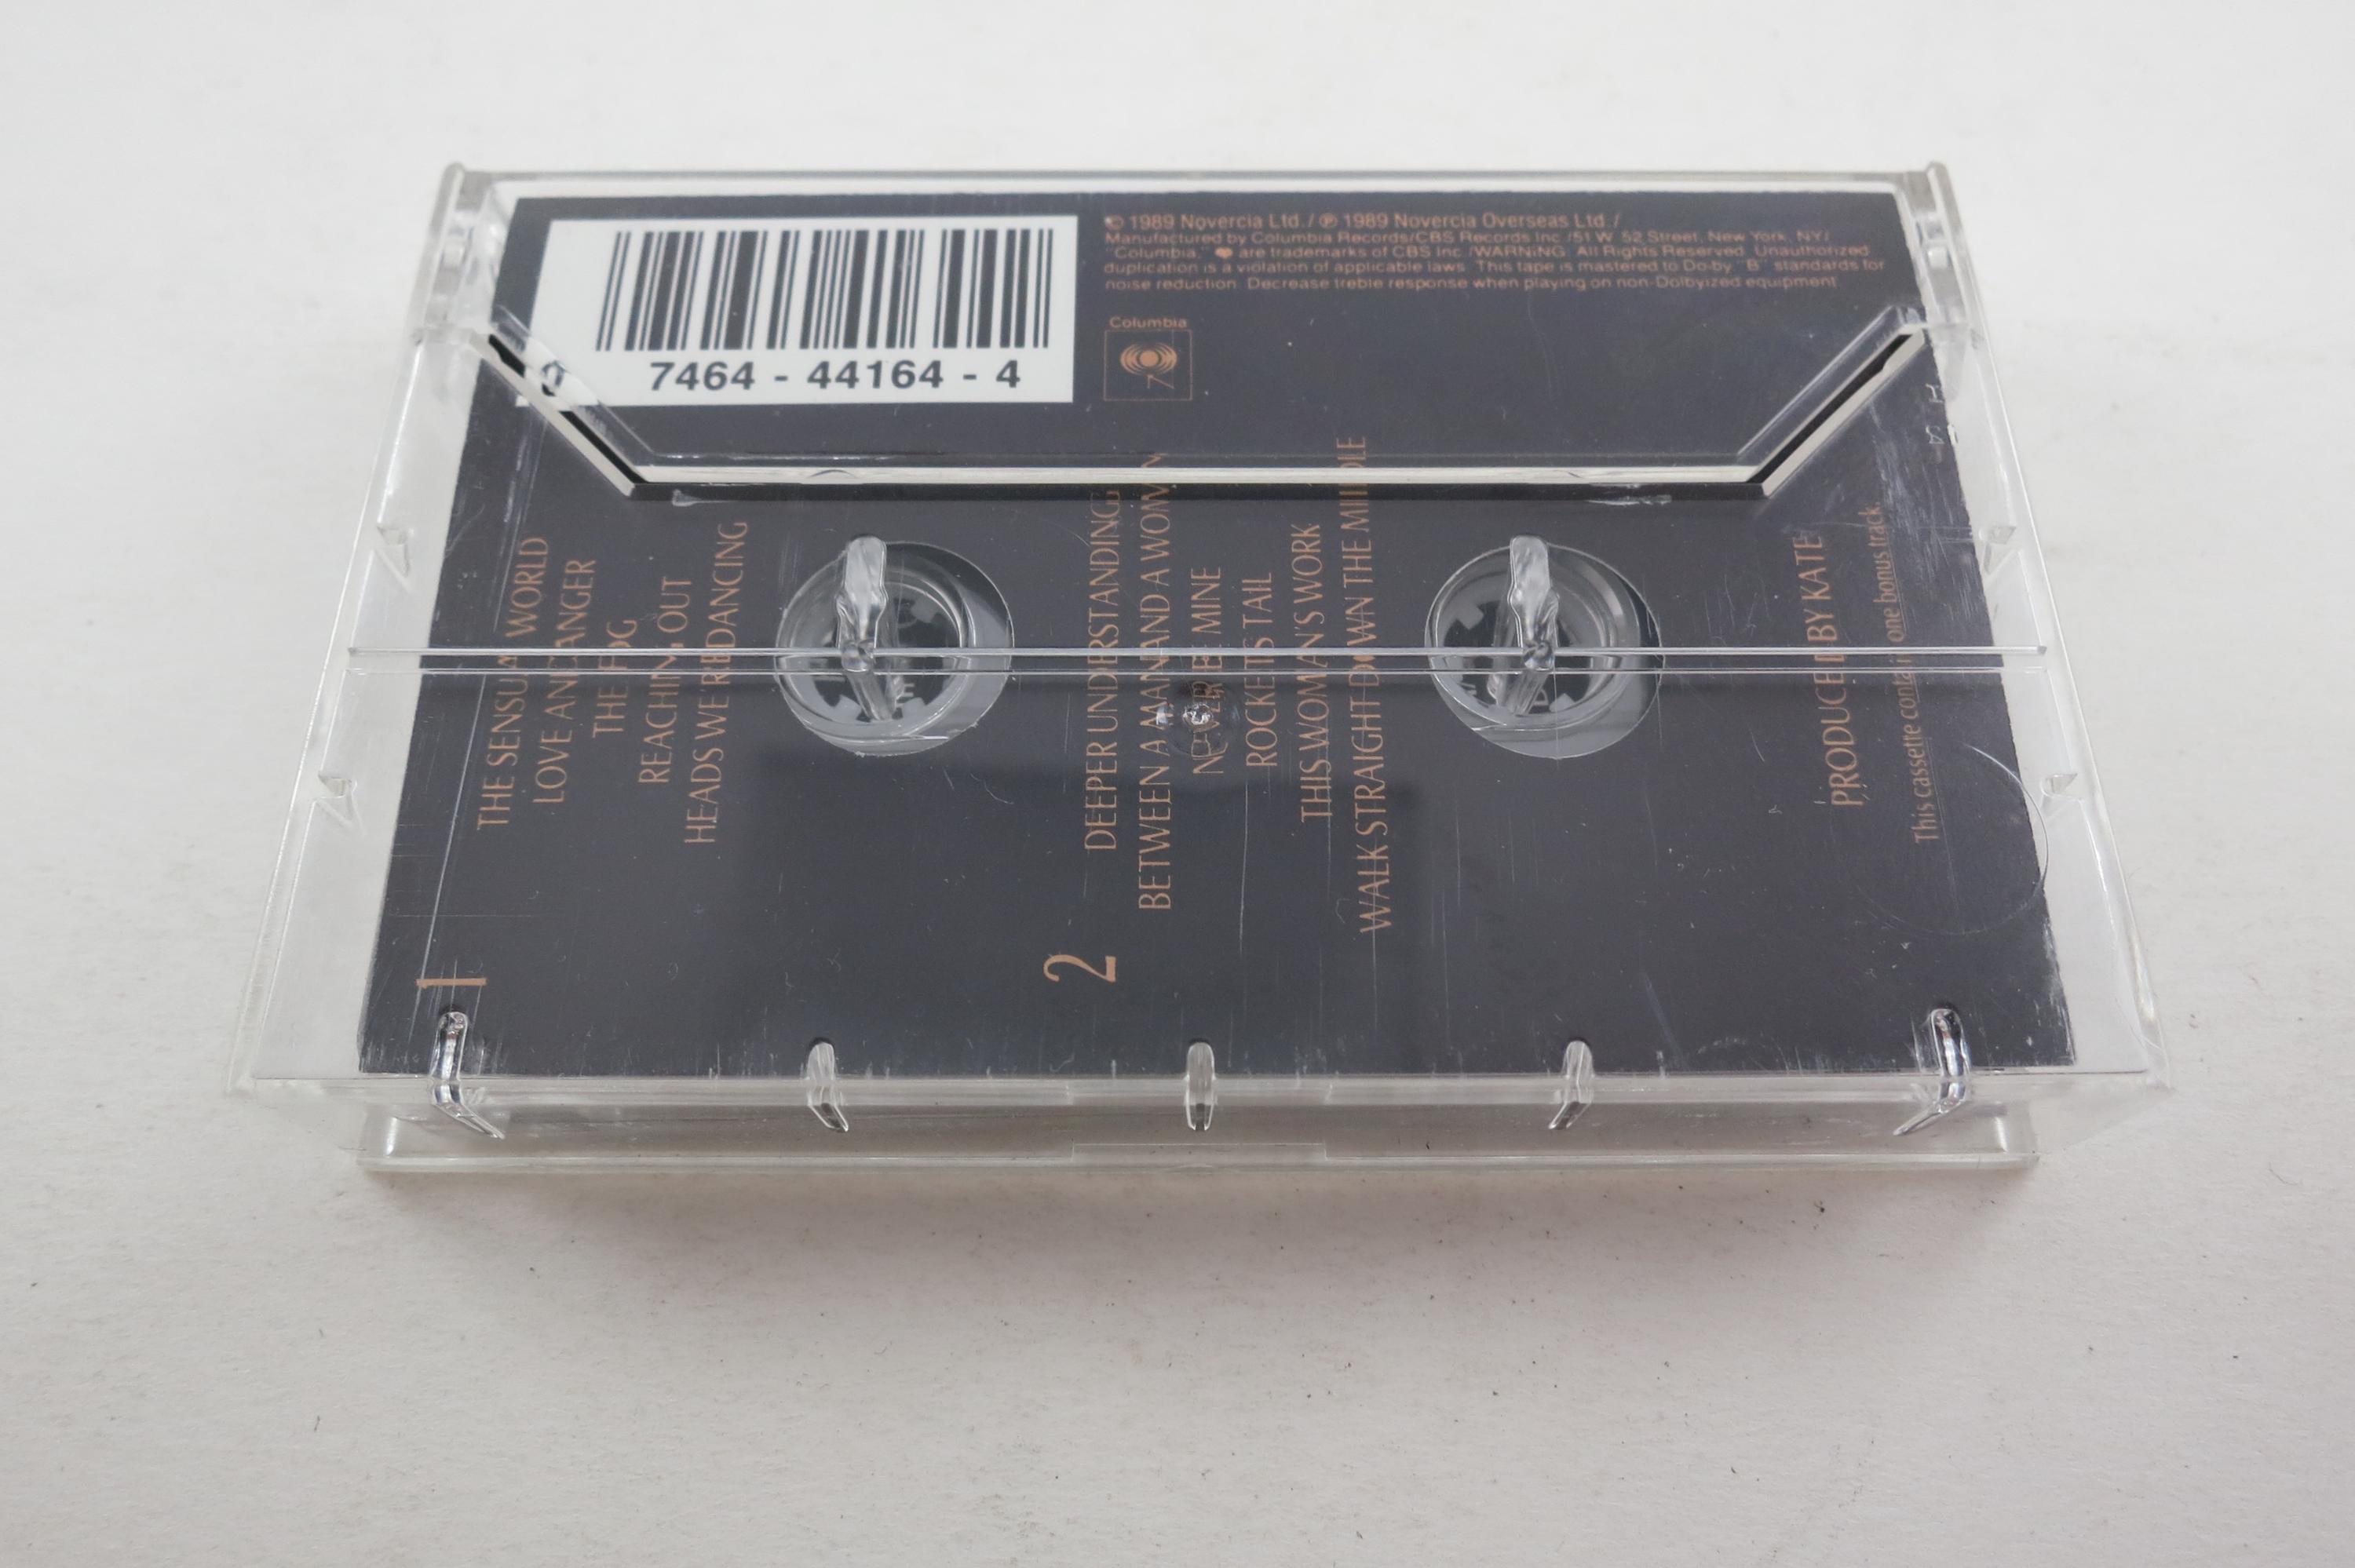 7464 - 44164 - 4
© 1989 Novercia Ltd./℗ 1989 Novercia Overseas Ltd./
Manufactured by Columbia Records/CBS Records Inc./51 W. 52 Street, New York, NY/
"Columbia," are trademarks of CBS Inc./WARNING: All Rights Reserved. Unauthorized
duplication is a violation of applicable laws. This tape is mastered to Dolby "B" standards for
noise reduction. Decrease treble response when playing on non-Dolbyized equipment.
Columbia
1
THE SENSUAL WORLD
LOVE AND ANGER
THE FOG
REACHING OUT
HEADS WE'RE DANCING
2
DEEPER UNDERSTANDING
BETWEEN A MAN AND A WOMAN
BE MINE
ROCKET'S TAIL
THIS WOMAN'S WORK
WALK STRAIGHT DOWN THE MIDDLE
PRODUCED BY KATE
This cassette contains one bonus track.